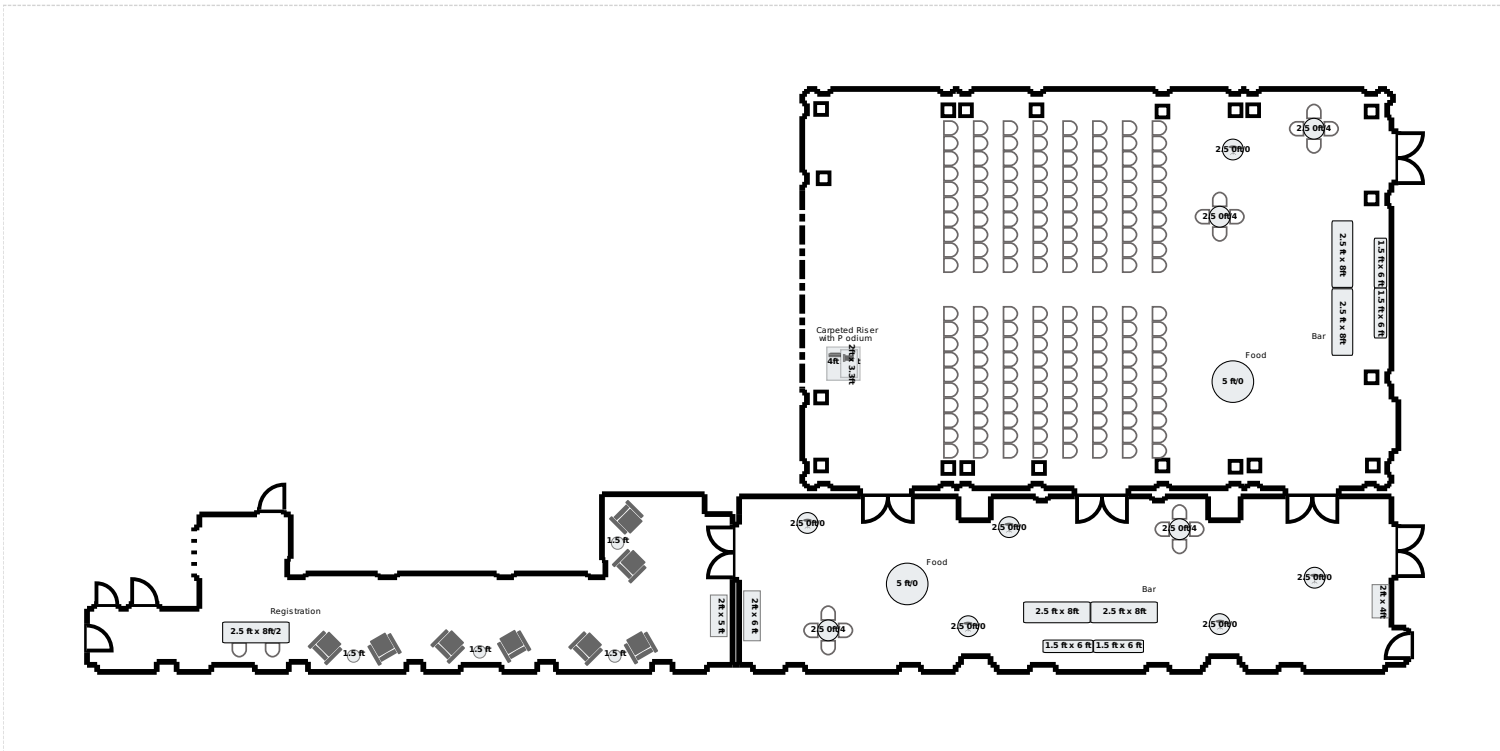 2.5 0ft/4
2.5 0ft/0
2.5 0ft/4
2.5 ft x 8ft
1.5 ft x 6 ft
2.5 ft x 8ft
1.5 ft x 6 ft
Carpeted Riser
with P odium
Bar
4ft
2ft x 3.3ft
Food
5 ft/0
2.5 0ft/0
2.5 0ft/0
2.5 0ft/4
1.5 ft
Food
5 ft/0
2.5 0ft/0
Bar
2ft x 4ft
Registration
2ft x 5 ft
2ft x 6 ft
2.5 ft x 8ft
2.5 ft x 8ft
2.5 ft x 8ft/2
2.5 0ft/4
2.5 0ft/0
2.5 0ft/0
1.5 ft x 6 ft
1.5 ft x 6 ft
1.5 ft
1.5 ft
1.5 ft